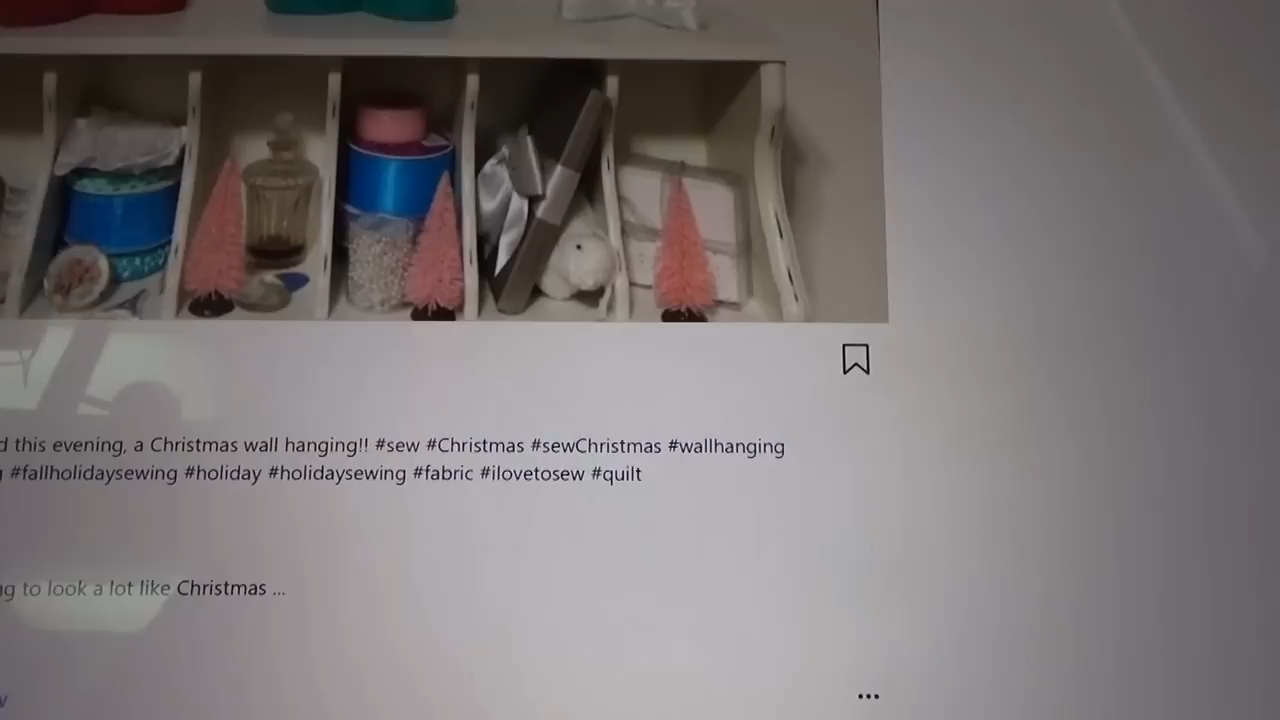 this evening, a Christmas wall hanging!! #sew #Christmas #sewChristmas #wallhanging
#fallholidaysewing #holiday #holidaysewing #fabric #ilovetosew #quilt
to look a lot like Christmas ...